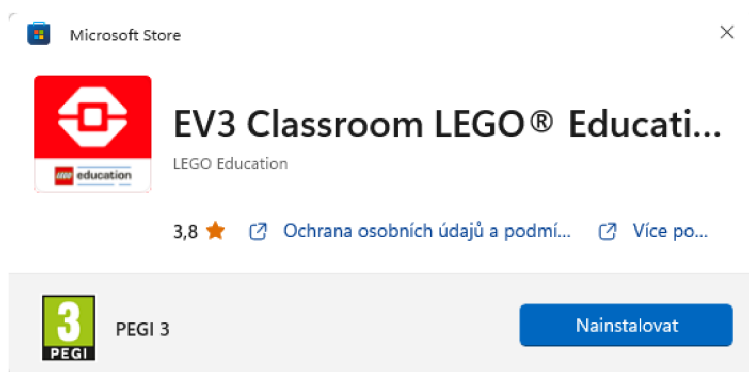 Microsoft Store
EV3 Classroom LEGO® Educati...
LEGO education
LEGO Education
3,8 Ochrana osobních údajů a podmí... Více po...
3
PEGI
PEGI 3
Nainstalovat